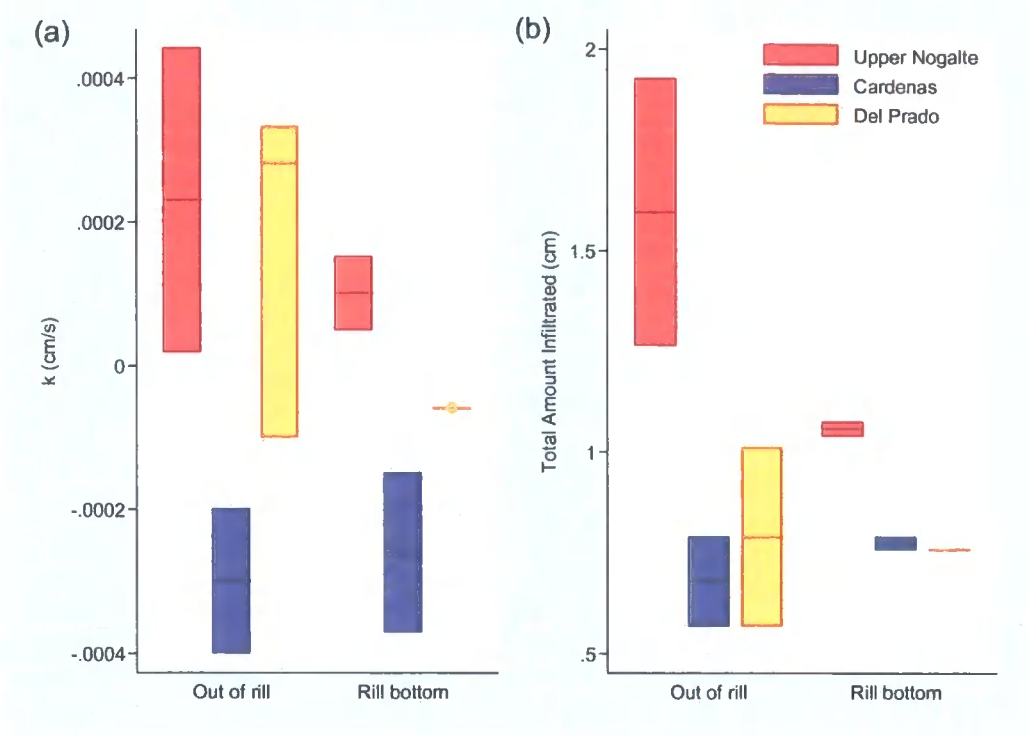 (a)
k (cm/s)
.0004
.0002
0
-.0002
-.0004
Out of rill
Rill bottom
(b)
Total Amount Infiltrated (cm)
2
1.5
1
.5
Upper Nogalte
Cardenas
Del Prado
Out of rill
Rill bottom